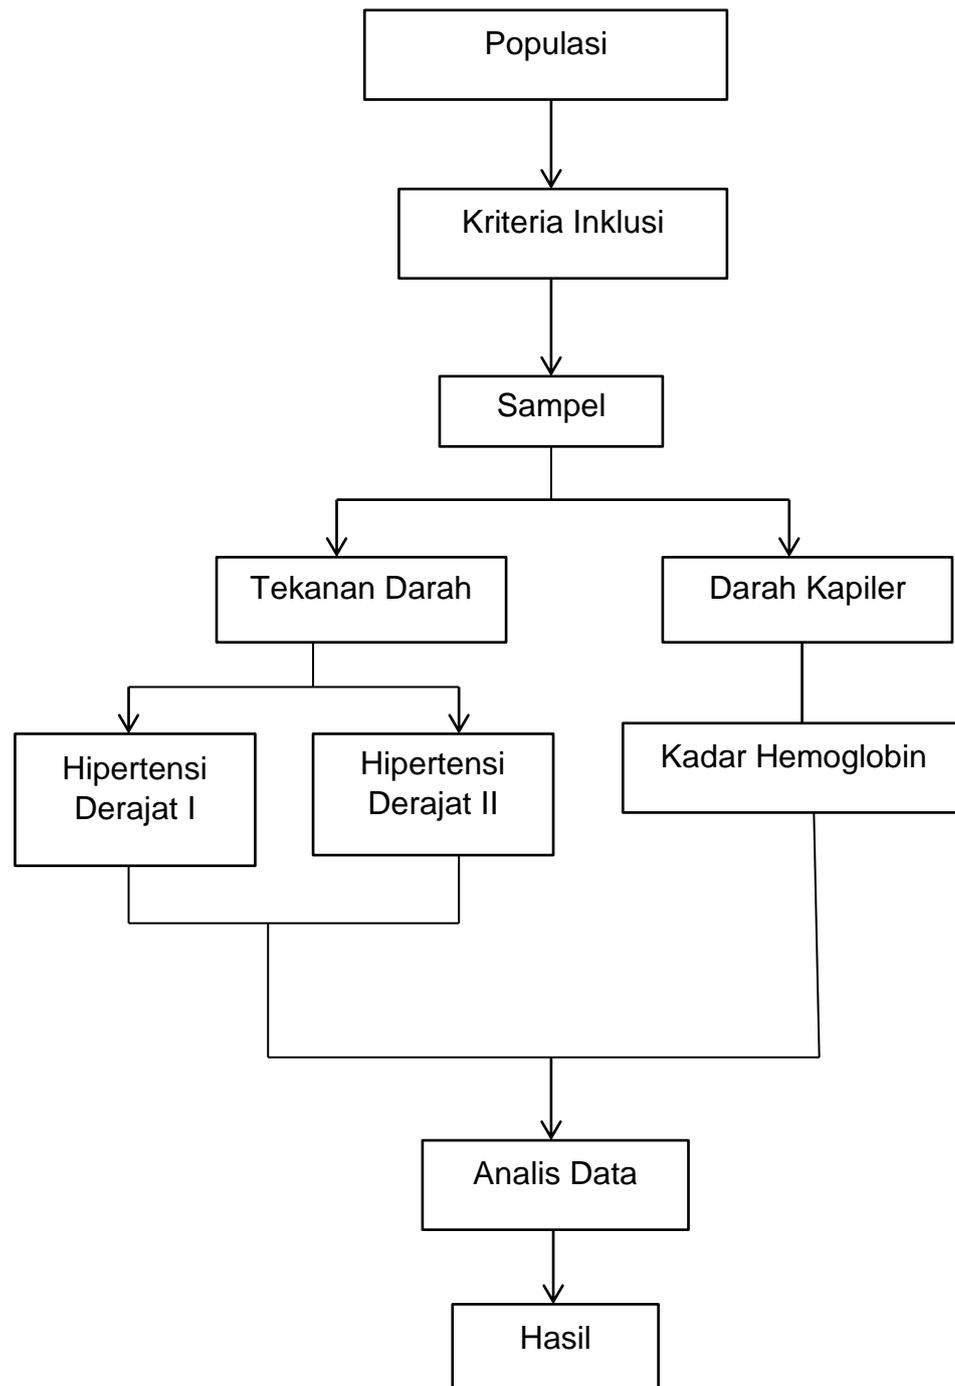 Populasi
Kriteria Inklusi
Sampel
Tekanan Darah
Darah Kapiler
Hipertensi
Derajat I
Hipertensi
Derajat II
Kadar Hemoglobin
Analis Data
Hasil